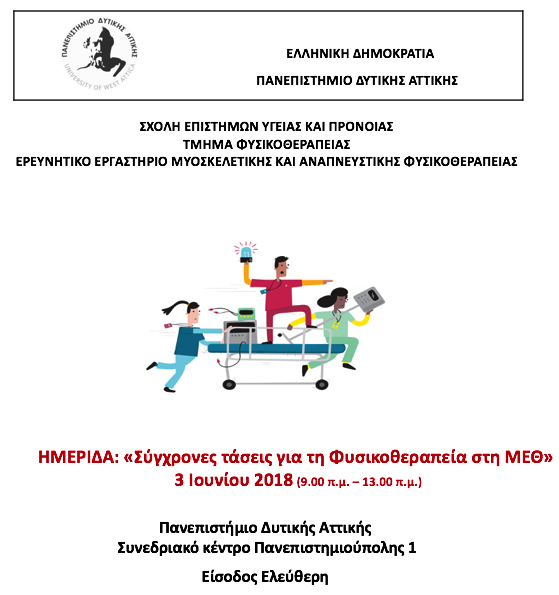 ΠΑΝΕΠΙΣΤΗΜΙΟ ΔΥΤΙΚΗΣ ΑΤΤΙΚΗΣ
UNIVERSITY OF WEST ATTICA
ΕΛΛΗΝΙΚΗ ΔΗΜΟΚΡΑΤΙΑ
ΠΑΝΕΠΙΣΤΗΜΙΟ ΔΥΤΙΚΗΣ ΑΤΤΙΚΗΣ
ΣΧΟΛΗ ΕΠΙΣΤΗΜΩΝ ΥΓΕΙΑΣ ΚΑΙ ΠΡΟΝΟΙΑΣ
ΤΜΗΜΑ ΦΥΣΙΚΟΘΕΡΑΠΕΙΑΣ
ΕΡΕΥΝΗΤΙΚΟ ΕΡΓΑΣΤΗΡΙΟ ΜΥΟΣΚΕΛΕΤΙΚΗΣ ΚΑΙ ΑΝΑΠΝΕΥΣΤΙΚΗΣ ΦΥΣΙΚΟΘΕΡΑΠΕΙΑΣ
ΗΜΕΡΙΔΑ: «Σύγχρονες τάσεις για τη Φυσικοθεραπεία στη ΜΕΘ»
3 Ιουνίου 2018 (9.00 π.μ. – 13.00 π.μ.)
Πανεπιστήμιο Δυτικής Αττικής
Συνεδριακό κέντρο Πανεπιστημιούπολης 1
Είσοδος Ελεύθερη